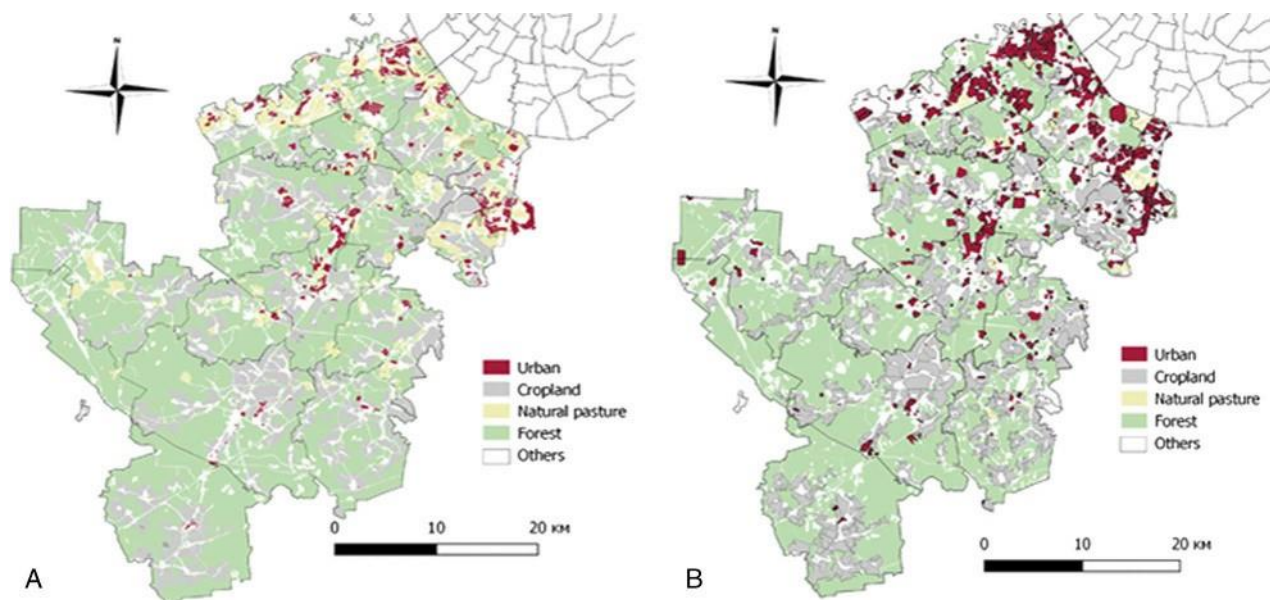 N
Urban
Cropland
Natural pasture
Forest
Others
0 10 20 км
A
N
Urban
Cropland
Natural pasture
Forest
Others
0 10 20 км
B